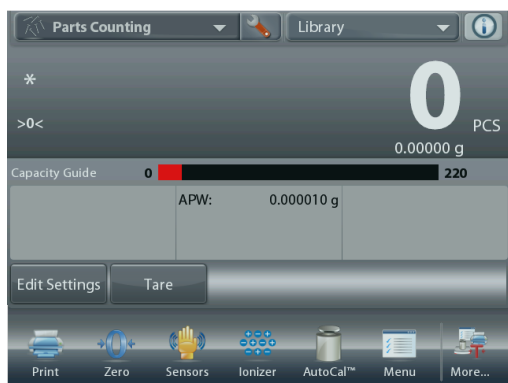 Parts Counting Library
*
0
>0<
PCS
0.00000 g
Capacity Guide 0 220
APW: 0.000010 g
Edit Settings Tare
Print Zero Sensors Ionizer AutoCal™ Menu More...